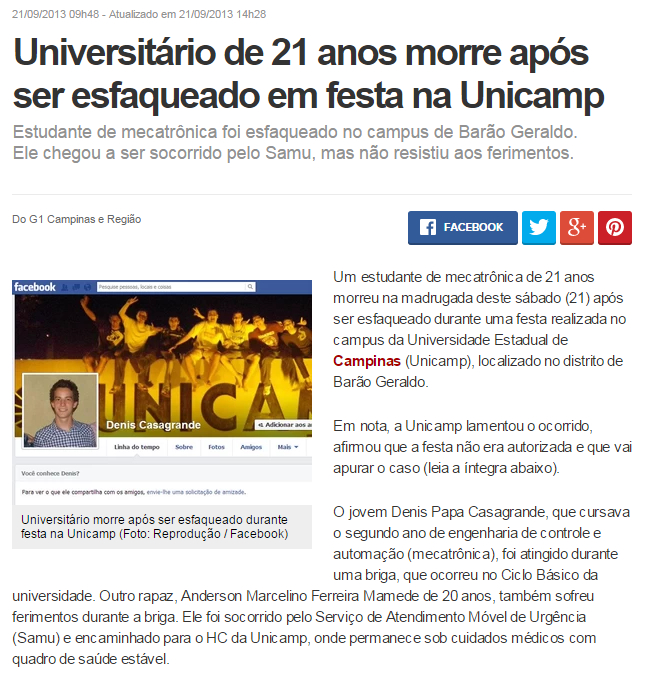 21/09/2013 09h48 - Atualizado em 21/09/2013 14h28
Universitário de 21 anos morre após
ser esfaqueado em festa na Unicamp
Estudante de mecatrônica foi esfaqueado no campus de Barão Geraldo.
Ele chegou a ser socorrido pelo Samu, mas não resistiu aos ferimentos.
Do G1 Campinas e Região
FACEBOOK
g+
facebook
Pesquise pessoas, locais e coisas
UNICAM
Denis Casagrande
Adicionar aos am
Linha do tempo Sobre Fotos Amigos Mais
Você conhece Denis?
Para ver o que ele compartilha com os amigos, envie-lhe uma solicitação de amizade.
Universitário morre após ser esfaqueado durante
festa na Unicamp (Foto: Reprodução / Facebook)
Um estudante de mecatrônica de 21 anos
morreu na madrugada deste sábado (21) após
ser esfaqueado durante uma festa realizada no
campus da Universidade Estadual de
Campinas (Unicamp), localizado no distrito de
Barão Geraldo.
Em nota, a Unicamp lamentou o ocorrido,
afirmou que a festa não era autorizada e que vai
apurar o caso (leia a íntegra abaixo).
O jovem Denis Papa Casagrande, que cursava
o segundo ano de engenharia de controle e
automação (mecatrônica), foi atingido durante
uma briga, que ocorreu no Ciclo Básico da
universidade. Outro rapaz, Anderson Marcelino Ferreira Mamede de 20 anos, também sofreu
ferimentos durante a briga. Ele foi socorrido pelo Serviço de Atendimento Móvel de Urgência
(Samu) e encaminhado para o HC da Unicamp, onde permanece sob cuidados médicos com
quadro de saúde estável.